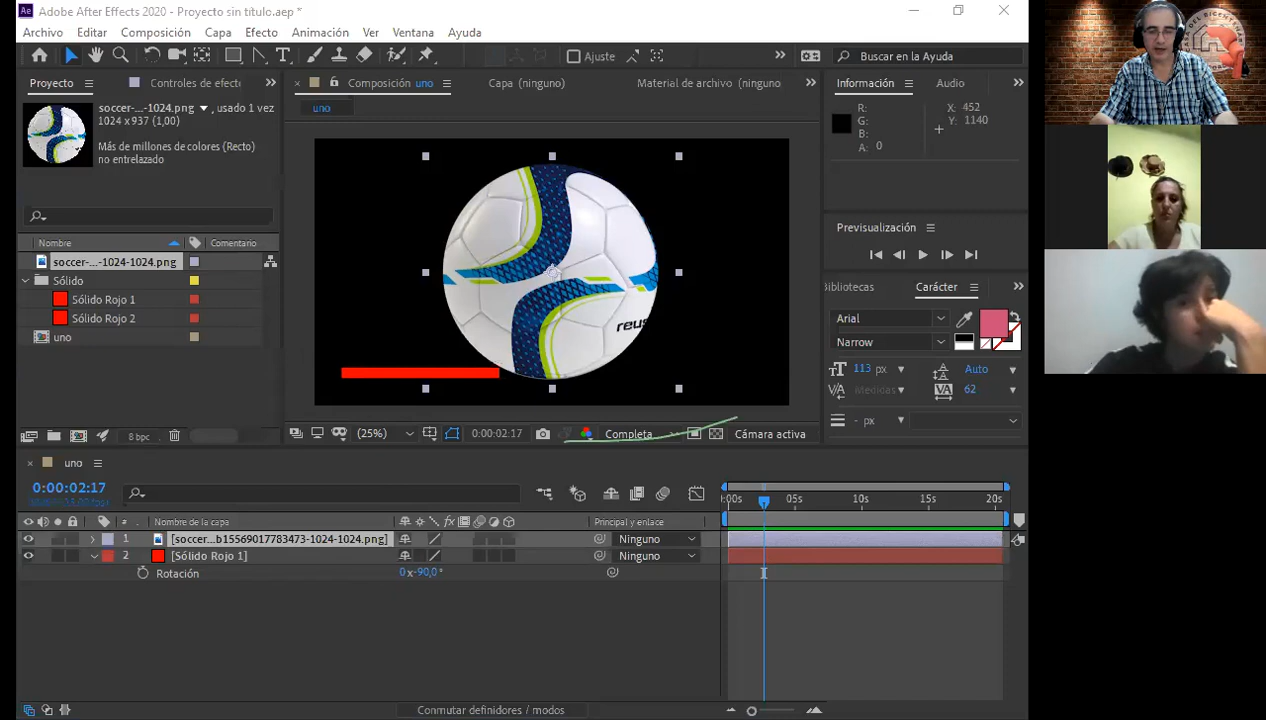 Adobe After Effects 2020 - Proyecto sin título.aep *
Archivo Editar Composición Capa Efecto Animación Ver Ventana Ayuda
Ajuste
Buscar en la Ayuda
Proyecto Controles de efecto
Composición uno
Capa (ninguno)
Material de archivo (ninguno
Información Audio
uno
soccer-...-1024.png ▼, usado 1 vez
1024 x 937 (1,00)
Más de millones de colores (Recto)
no entrelazado
R:
G:
B:
A: 0
X: 452
Y: 1140
Nombre Comentario
soccer-...-1024-1024.png
Sólido
Sólido Rojo 1
Sólido Rojo 2
uno
reus
Previsualización
Bibliotecas Carácter
Arial
Narrow
113 px Auto
Medidas 62
- px
8 bpc
(25%) 0:00:02:17 Completa Cámara activa
uno
0:00:02:17
:00s 05s 10s 15s 20s
# Nombre de la capa Principal y enlace
1 [soccer...b15569017783473-1024-1024.png] Ninguno
2 [Sólido Rojo 1] Ninguno
Rotación 0 x-90,0 °
Conmutar definidores / modos
DEL BICENTENAR